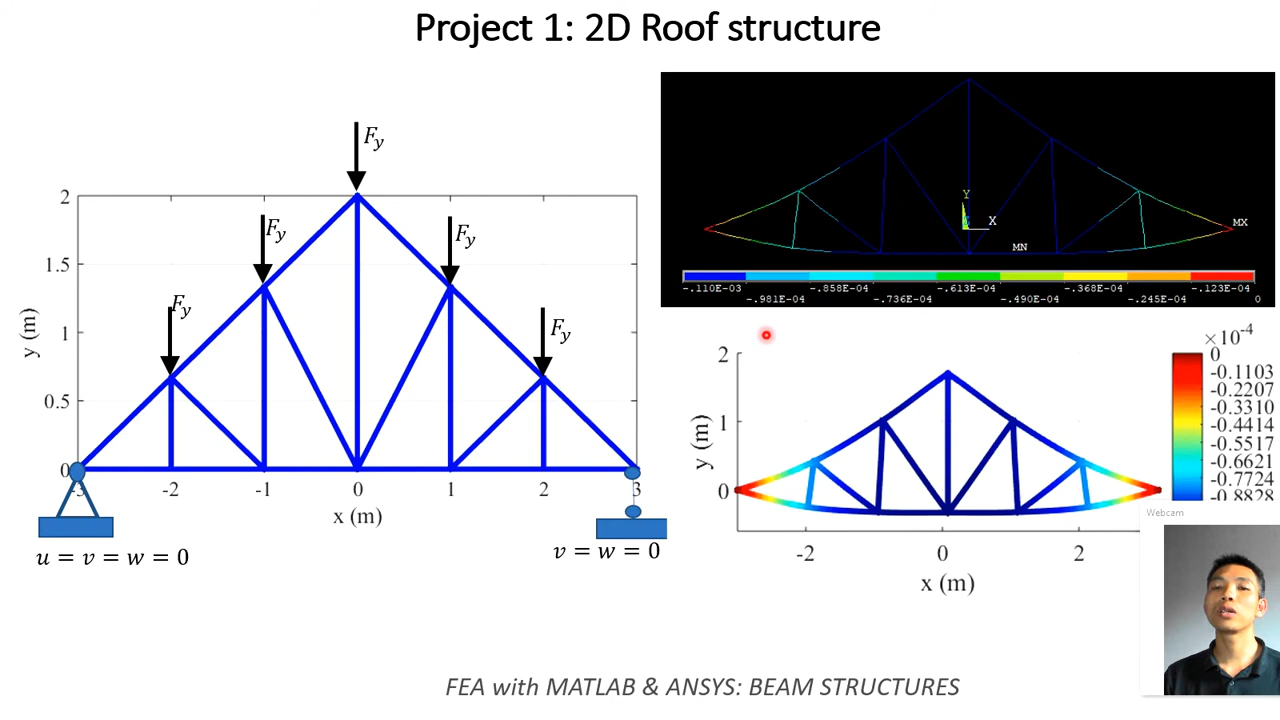 Project 1: 2D Roof structure
F_y
F_y
F_y
F_y
F_y
2
1.5
1
0.5
0
y (m)
-3
-2
-1
0
1
2
3
x (m)
u = v = w = 0
v = w = 0
Y
X
MX
MN
-.110E-03
-.981E-04
-.858E-04
-.736E-04
-.613E-04
-.490E-04
-.368E-04
-.245E-04
-.123E-04
0
2
1
0
y (m)
-2
0
2
x (m)
×10⁻⁴
0
-0.1103
-0.2207
-0.3310
-0.4414
-0.5517
-0.6621
-0.7724
-0.8828
Webcam
FEA with MATLAB & ANSYS: BEAM STRUCTURES